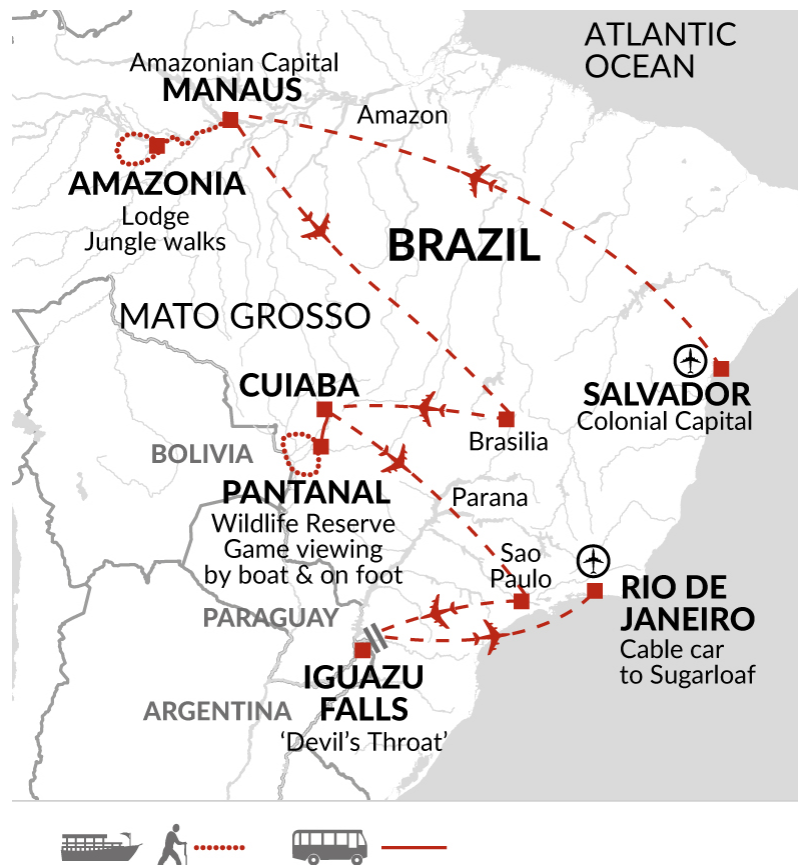 ATLANTIC
OCEAN
Amazonian Capital
MANAUS
Amazon
AMAZONIA
Lodge
Jungle walks
BRAZIL
MATO GROSSO
CUIABA
SALVADOR
Colonial Capital
Brasilia
BOLIVIA
PANTANAL
Wildlife Reserve
Game viewing
by boat & on foot
Parana
Sao
Paulo
RIO DE
JANEIRO
Cable car
to Sugarloaf
PARAGUAY
IGUAZU
FALLS
‘Devil’s Throat’
ARGENTINA